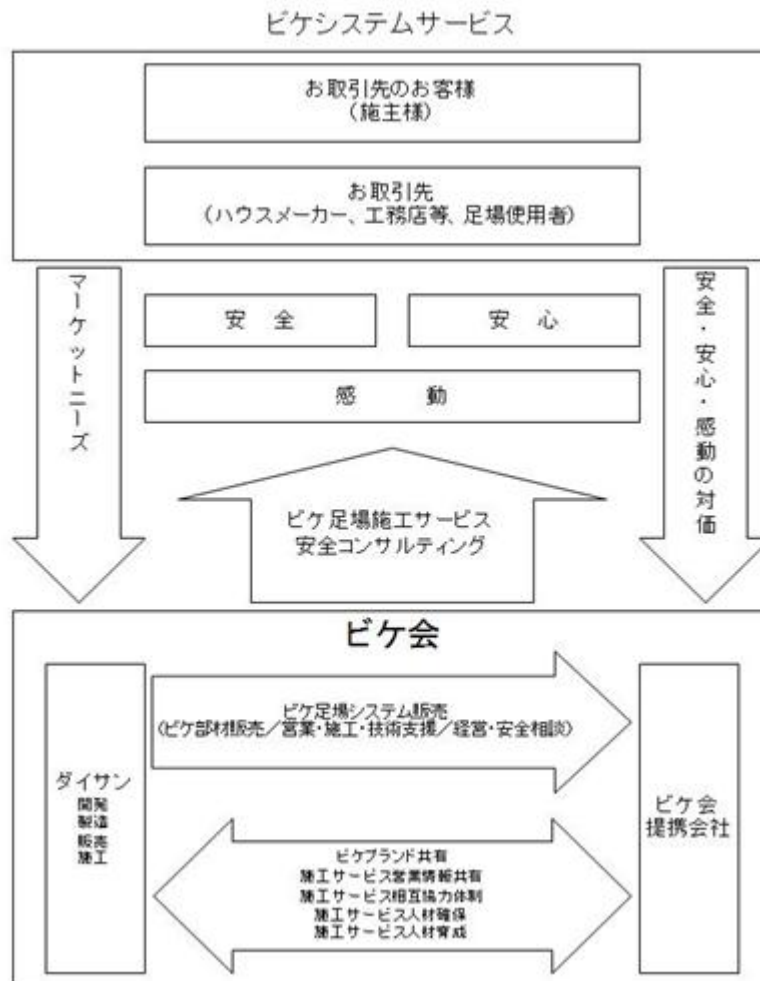 ビケシステムサービス
お取引先のお客様
（施主様）
お取引先
（ハウスメーカー、工務店等、足場使用者）
マーケットニーズ
安　全
安　心
感　　　動
安全・安心・感動の対価
ビケ足場施工サービス
安全コンサルティング
ビケ会
ダイサン
開発
製造
販売
施工
ビケ足場システム販売
（ビケ部材販売／営業・施工・技術支援／経営・安全相談）
ビケブランド共有
施工サービス営業情報共有
施工サービス相互協力体制
施工サービス人材確保
施工サービス人材育成
ビケ会
提携会社